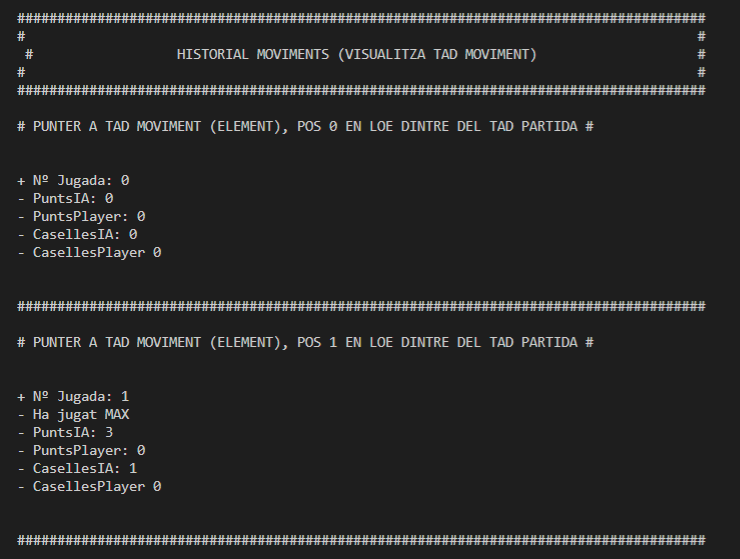 ######################################################################################
#                                                                                    #
 #                  HISTORIAL MOVIMENTS (VISUALITZA TAD MOVIMENT)                    #
#                                                                                    #
######################################################################################
# PUNTER A TAD MOVIMENT (ELEMENT), POS 0 EN LOE DINTRE DEL TAD PARTIDA #
+ Nº Jugada: 0
- PuntsIA: 0
- PuntsPlayer: 0
- CasellesIA: 0
- CasellesPlayer 0
######################################################################################
# PUNTER A TAD MOVIMENT (ELEMENT), POS 1 EN LOE DINTRE DEL TAD PARTIDA #
+ Nº Jugada: 1
- Ha jugat MAX
- PuntsIA: 3
- PuntsPlayer: 0
- CasellesIA: 1
- CasellesPlayer 0
######################################################################################